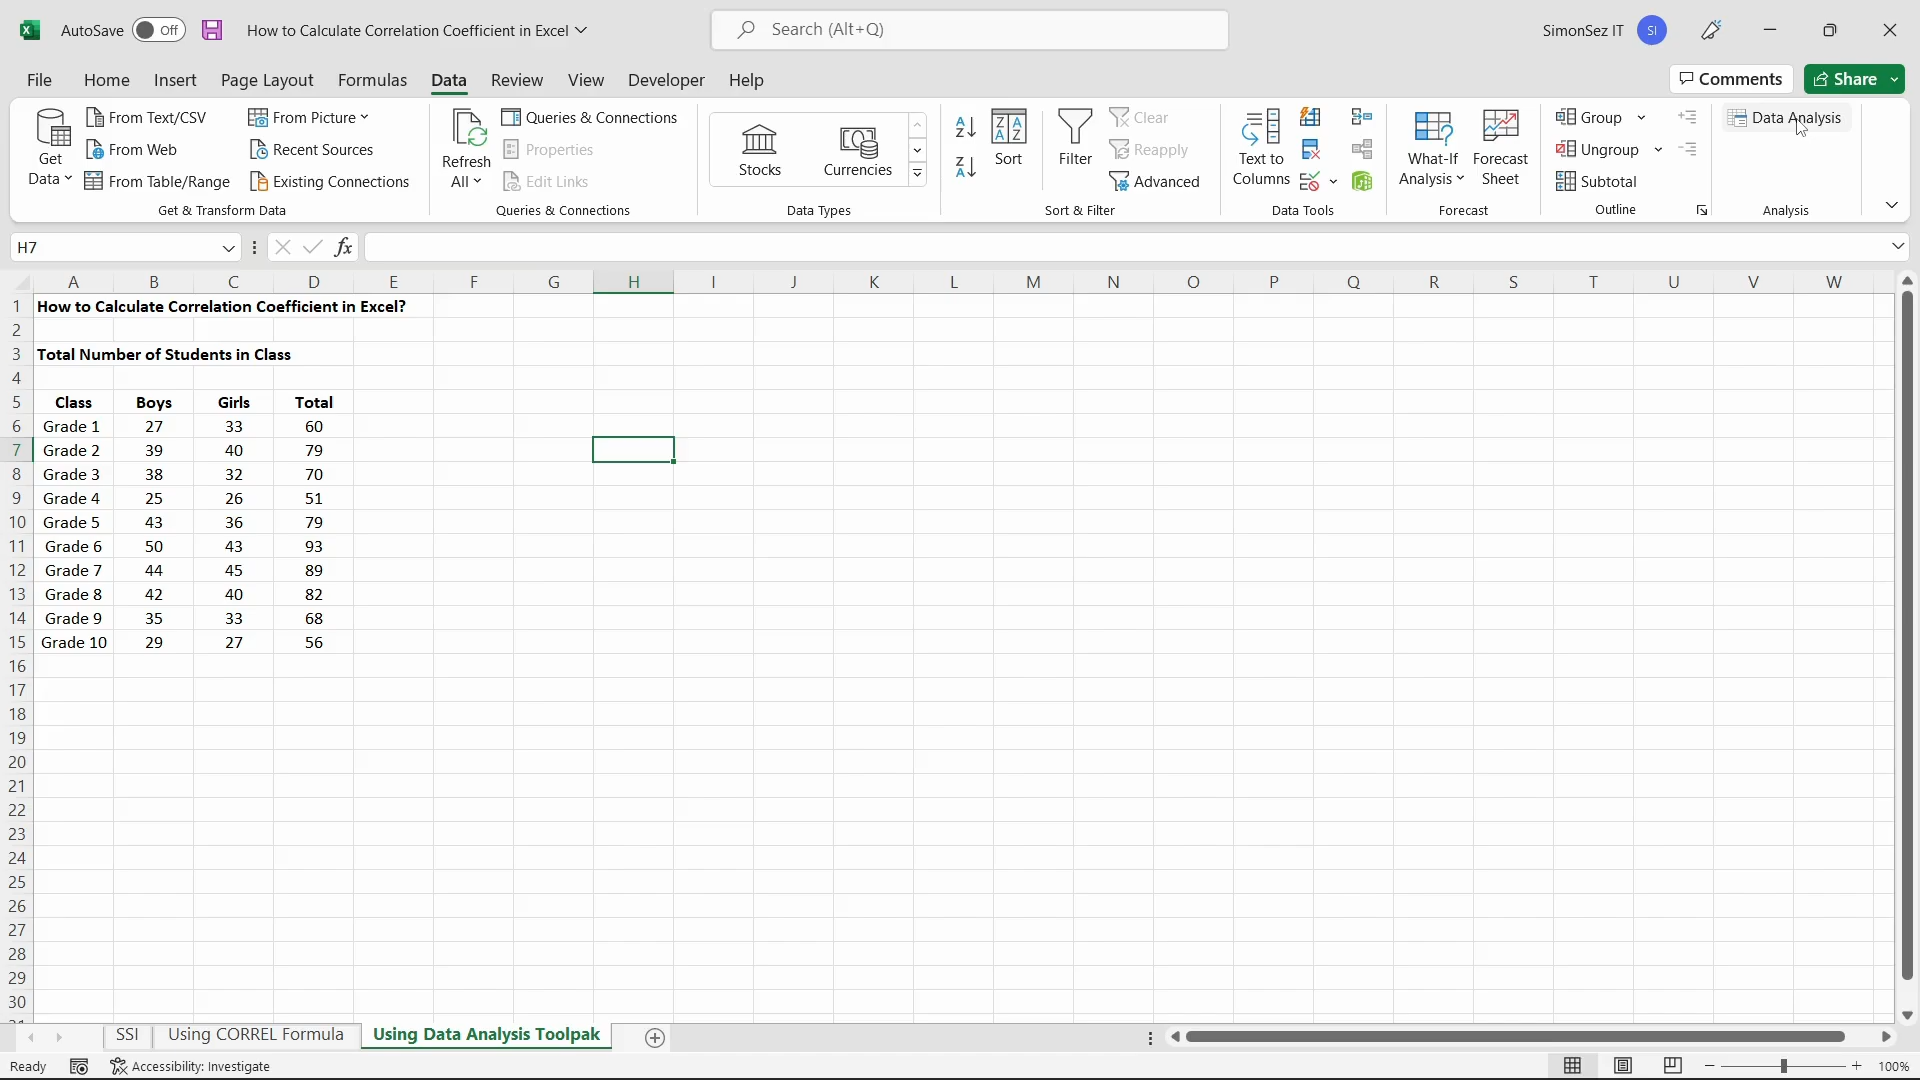 AutoSave Off How to Calculate Correlation Coefficient in Excel Search (Alt+Q) SimonSez IT SI
File Home Insert Page Layout Formulas Data Review View Developer Help Comments Share
Get Data
From Text/CSV
From Web
From Table/Range
From Picture
Recent Sources
Existing Connections
Get & Transform Data
Refresh All
Queries & Connections
Properties
Edit Links
Queries & Connections
Stocks
Currencies
Data Types
Sort
Filter
Clear
Reapply
Advanced
Sort & Filter
Text to Columns
Data Tools
What-If Analysis
Forecast Sheet
Forecast
Group
Ungroup
Subtotal
Outline
Data Analysis
Analysis
H7 fx
A B C D E F G H I J K L M N O P Q R S T U V W
1 How to Calculate Correlation Coefficient in Excel?
2
3 Total Number of Students in Class
4
5 Class Boys Girls Total
6 Grade 1 27 33 60
7 Grade 2 39 40 79
8 Grade 3 38 32 70
9 Grade 4 25 26 51
10 Grade 5 43 36 79
11 Grade 6 50 43 93
12 Grade 7 44 45 89
13 Grade 8 42 40 82
14 Grade 9 35 33 68
15 Grade 10 29 27 56
16
17
18
19
20
21
22
23
24
25
26
27
28
29
30
SSI Using CORREL Formula Using Data Analysis Toolpak
Ready Accessibility: Investigate 100%